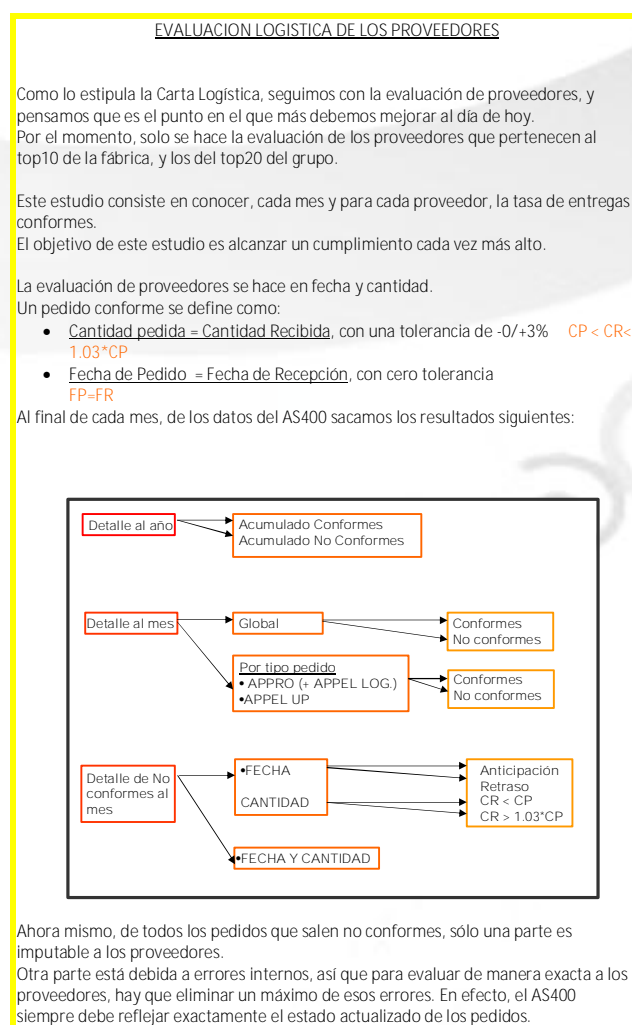 EVALUACION LOGISTICA DE LOS PROVEEDORES
Como lo estipula la Carta Logística, seguimos con la evaluación de proveedores, y
pensamos que es el punto en el que más debemos mejorar al día de hoy.
Por el momento, solo se hace la evaluación de los proveedores que pertenecen al
top10 de la fábrica, y los del top20 del grupo.
Este estudio consiste en conocer, cada mes y para cada proveedor, la tasa de entregas
conformes.
El objetivo de este estudio es alcanzar un cumplimiento cada vez más alto.
La evaluación de proveedores se hace en fecha y cantidad.
Un pedido conforme se define como:
• Cantidad pedida = Cantidad Recibida, con una tolerancia de -0/+3% CP < CR<
1.03*CP
• Fecha de Pedido = Fecha de Recepción, con cero tolerancia
FP=FR
Al final de cada mes, de los datos del AS400 sacamos los resultados siguientes:
Detalle al año
Acumulado Conformes
Acumulado No Conformes
Detalle al mes
Global
Conformes
No conformes
Por tipo pedido
• APPRO (+ APPEL LOG.)
•APPEL UP
Conformes
No conformes
Detalle de No
conformes al
mes
•FECHA
CANTIDAD
Anticipación
Retraso
CR < CP
CR > 1.03*CP
•FECHA Y CANTIDAD
Ahora mismo, de todos los pedidos que salen no conformes, sólo una parte es
imputable a los proveedores.
Otra parte está debida a errores internos, así que para evaluar de manera exacta a los
proveedores, hay que eliminar un máximo de esos errores. En efecto, el AS400
siempre debe reflejar exactamente el estado actualizado de los pedidos.